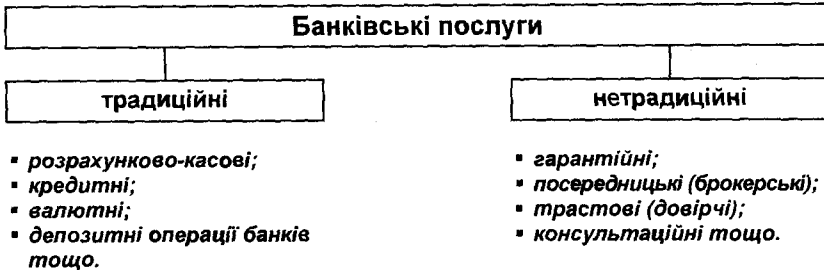 Банківські послуги
традиційні
▪ розрахунково-касові;
▪ кредитні;
▪ валютні;
▪ депозитні операції банків
тощо.
нетрадиційні
▪ гарантійні;
▪ посередницькі (брокерські);
▪ трастові (довірчі);
▪ консультаційні тощо.